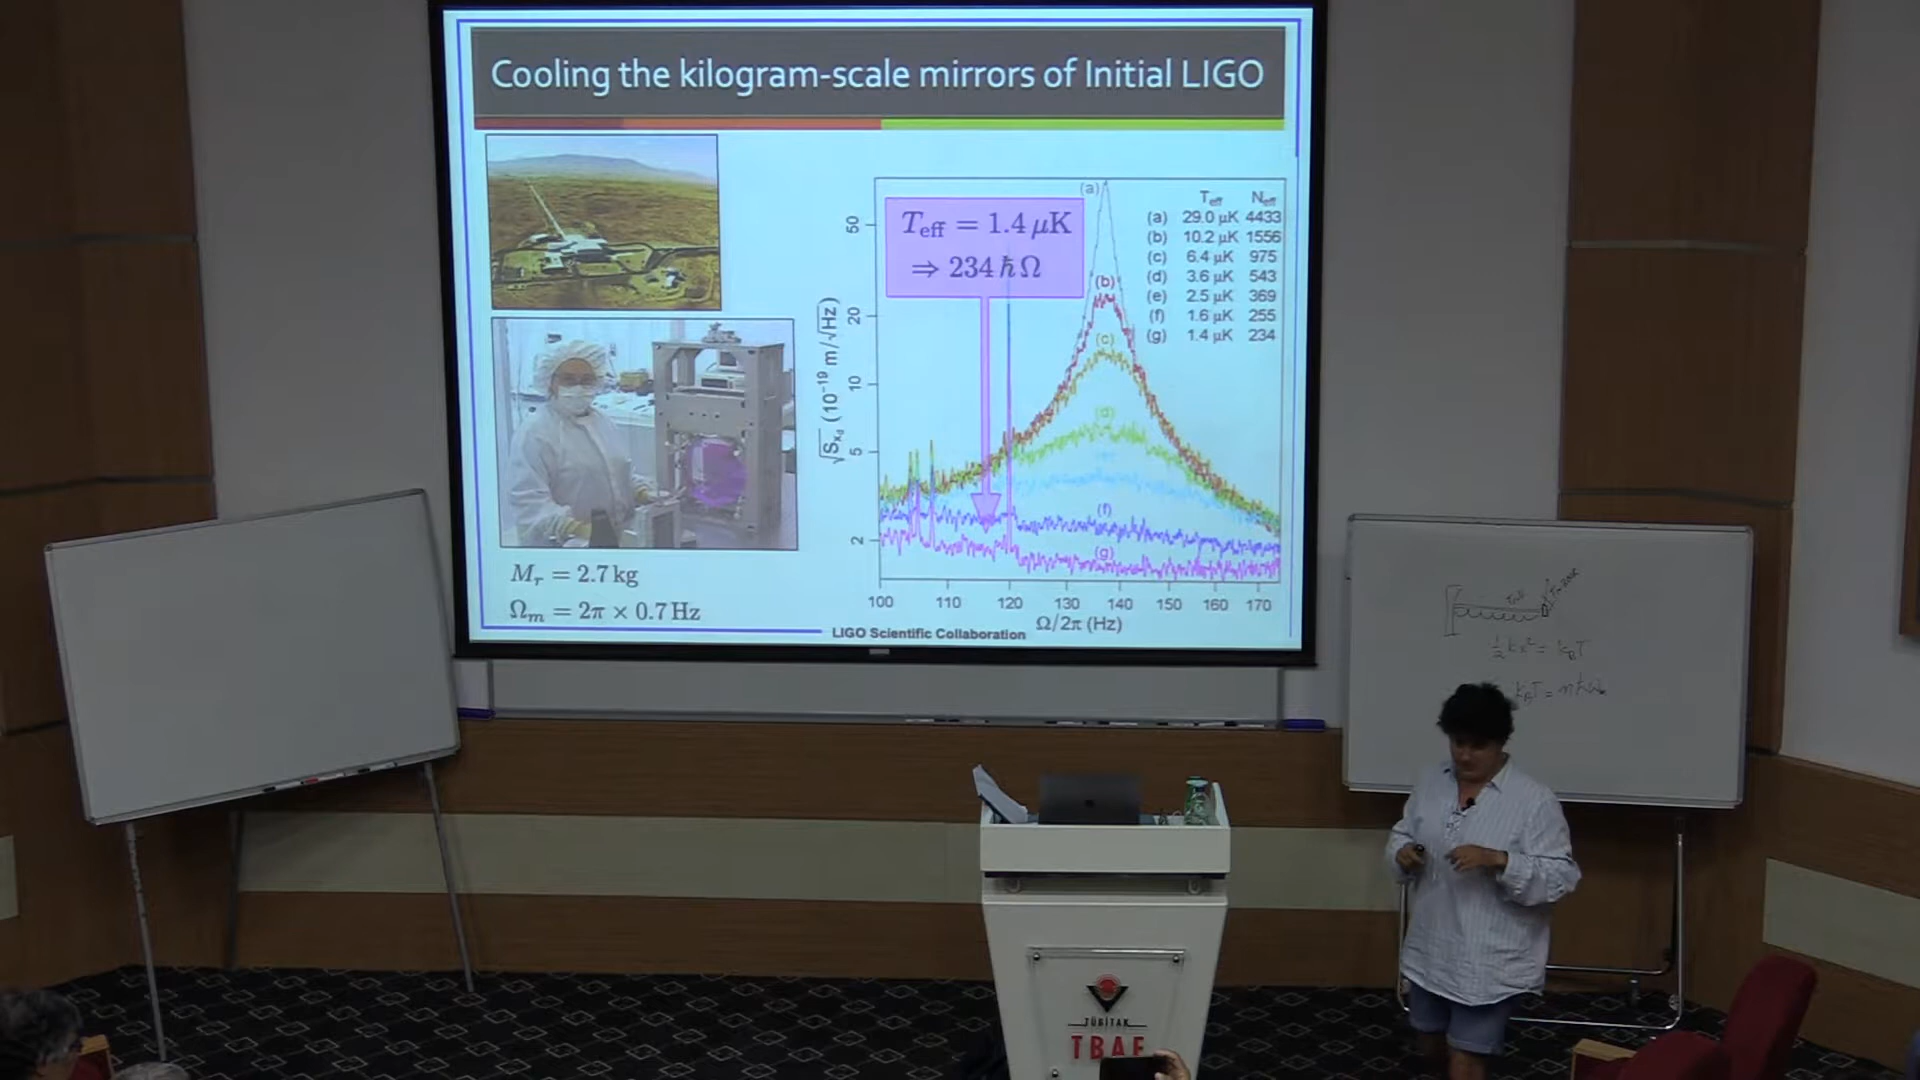 Cooling the kilogram-scale mirrors of Initial LIGO
T_eff = 1.4 μK
⇒ 234 ℏ Ω
T_eff N_eff
(a) 29.0 μK 4433
(b) 10.2 μK 1556
(c) 6.4 μK 975
(d) 3.6 μK 543
(e) 2.5 μK 369
(f) 1.6 μK 255
(g) 1.4 μK 234
(a)
(b)
(c)
(d)
(f)
(g)
50
20
10
5
2
√S_xd (10⁻¹⁹ m/√Hz)
100 110 120 130 140 150 160 170
Ω/2π (Hz)
M_r = 2.7 kg
Ω_m = 2π × 0.7 Hz
LIGO Scientific Collaboration
½ k x² = k_B T
k_B T = n ℏ ω
TÜBİTAK
TBAE